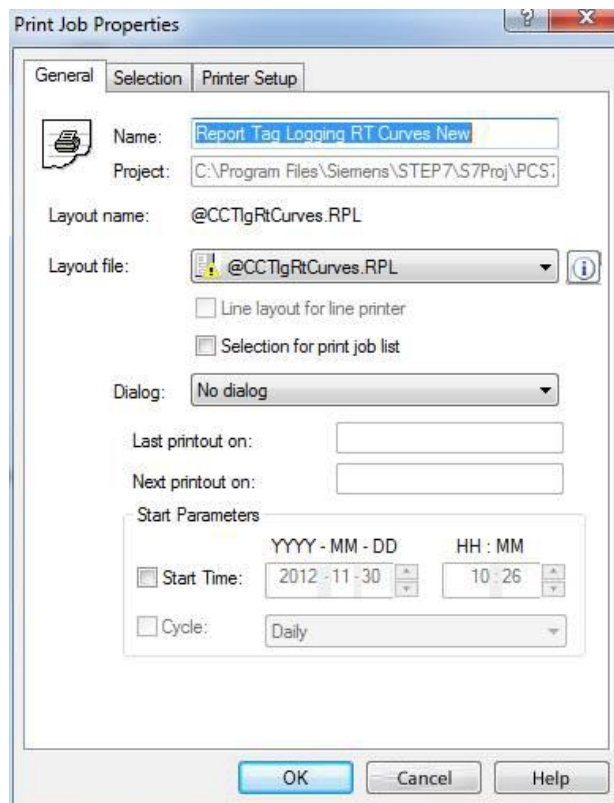 Print Job Properties
General Selection Printer Setup
Name: Report Tag Logging RT Curves New
Project: C:\Program Files\Siemens\STEP7\S7Proj\PCS7
Layout name: @CCTlgRtCurves.RPL
Layout file: @CCTlgRtCurves.RPL
Line layout for line printer
Selection for print job list
Dialog: No dialog
Last printout on:
Next printout on:
Start Parameters
YYYY - MM - DD HH : MM
Start Time: 2012 -11 -30 10 : 26
Cycle: Daily
OK Cancel Help